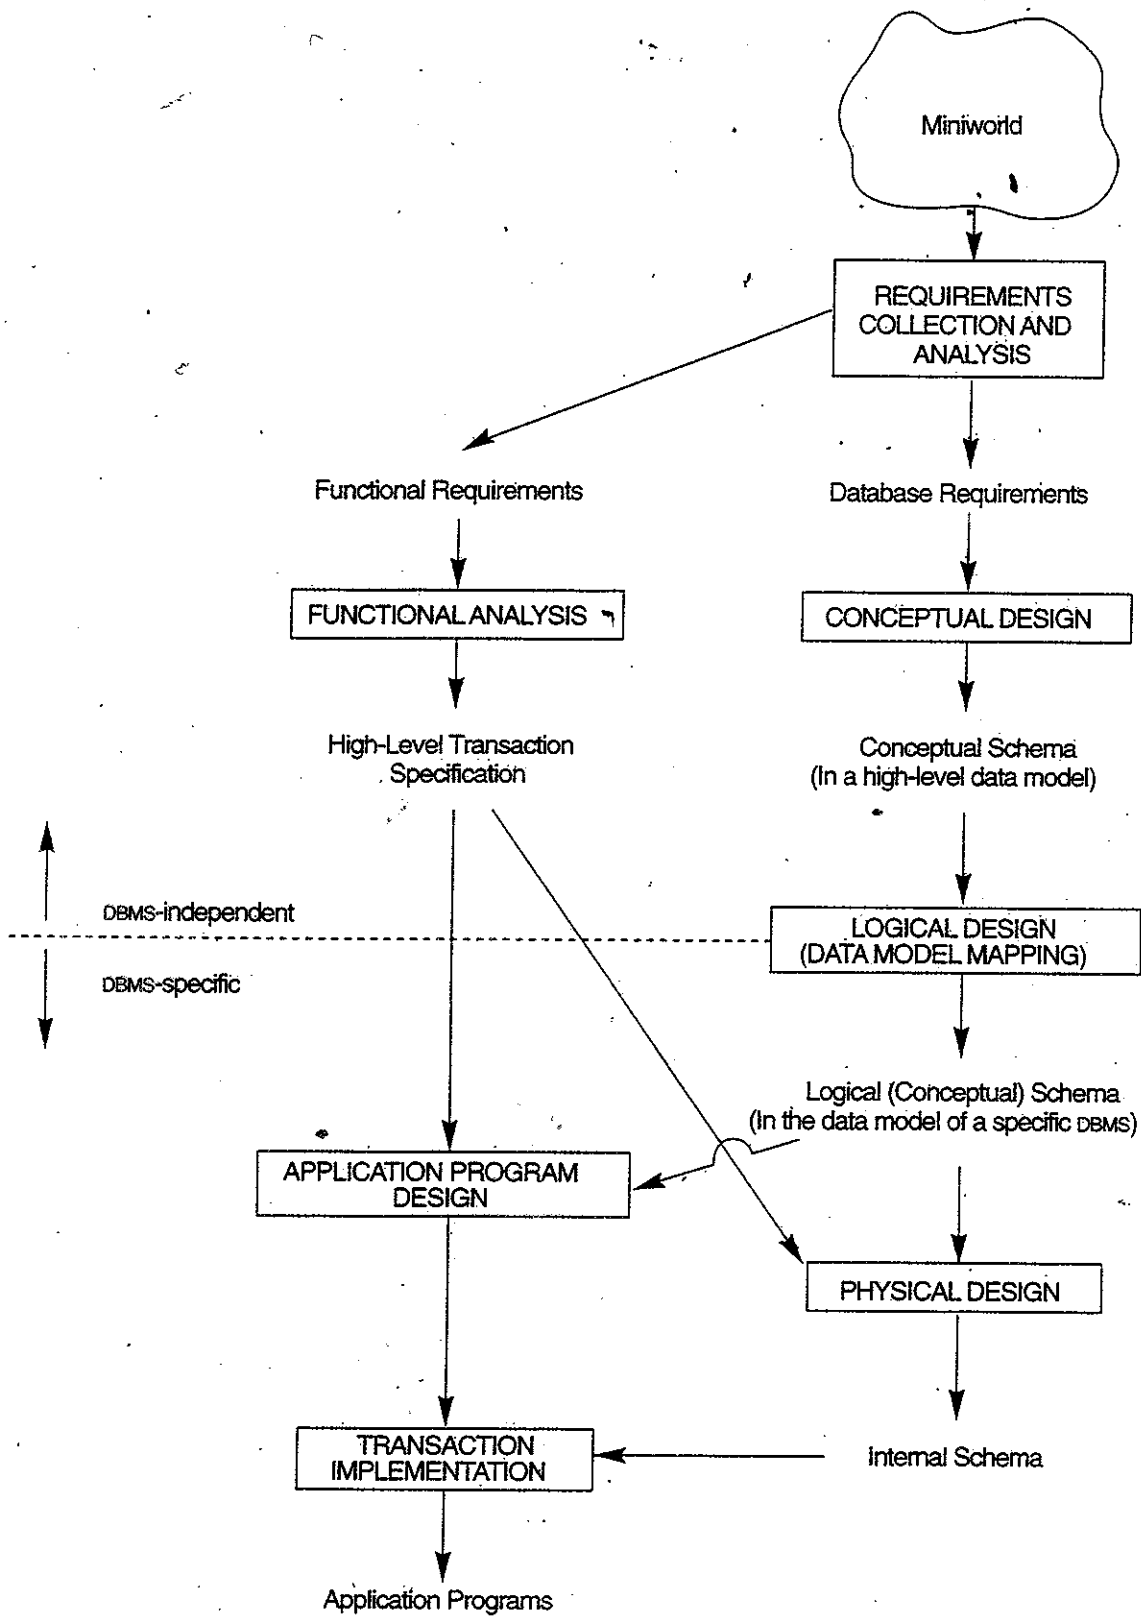 Miniworld
REQUIREMENTS
COLLECTION AND
ANALYSIS
Functional Requirements
Database Requirements
FUNCTIONAL ANALYSIS
CONCEPTUAL DESIGN
High-Level Transaction
Specification
Conceptual Schema
(In a high-level data model)
DBMS-independent
LOGICAL DESIGN
(DATA MODEL MAPPING)
DBMS-specific
Logical (Conceptual) Schema
(In the data model of a specific DBMS)
APPLICATION PROGRAM
DESIGN
PHYSICAL DESIGN
TRANSACTION
IMPLEMENTATION
Internal Schema
Application Programs